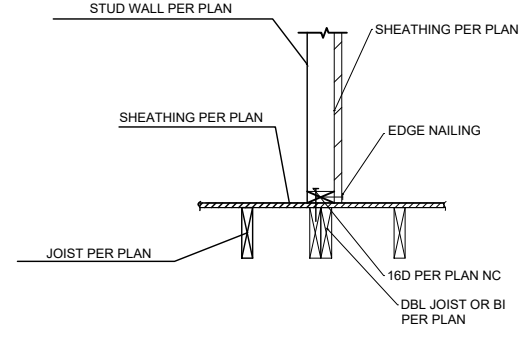 STUD WALL PER PLAN
SHEATHING PER PLAN
SHEATHING PER PLAN
EDGE NAILING
JOIST PER PLAN
16D PER PLAN NC
DBL JOIST OR BI
PER PLAN